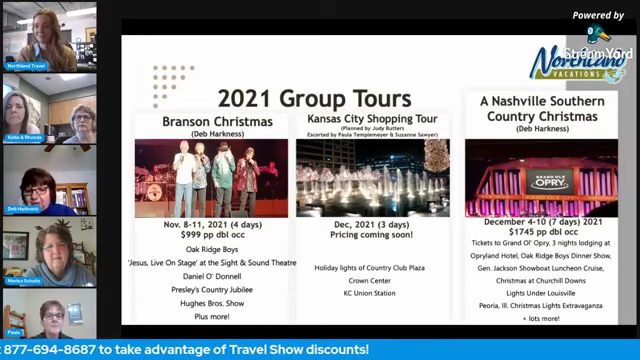 Powered by
StreamYard
Northland
VACATIONS
Northland Travel
Katie & Rhonda
Deb Harkness
Marisa Schultz
Paula
2021 Group Tours
Branson Christmas
(Deb Harkness)
Nov. 8-11, 2021 (4 days)
$999 pp dbl occ
Oak Ridge Boys
'Jesus, Live On Stage' at the Sight & Sound Theatre
Daniel O' Donnell
Presley's Country Jubilee
Hughes Bros. Show
Plus more!
Kansas City Shopping Tour
(Planned by Judy Butters
Escorted by Paula Templemeyer & Suzanne Sawyer)
Dec, 2021 (3 days)
Pricing coming soon!
Holiday lights of Country Club Plaza
Crown Center
KC Union Station
A Nashville Southern
Country Christmas
(Deb Harkness)
GRAND OLE
OPRY
December 4-10 (7 days) 2021
$1745 pp dbl occ
Tickets to Grand Ol' Opry, 3 nights lodging at
Opryland Hotel, Oak Ridge Boys Dinner Show,
Gen. Jackson Showboat Luncheon Cruise,
Christmas at Churchill Downs
Lights Under Louisville
Peoria, Ill. Christmas Lights Extravaganza
+ lots more!
877-694-8687 to take advantage of Travel Show discounts!